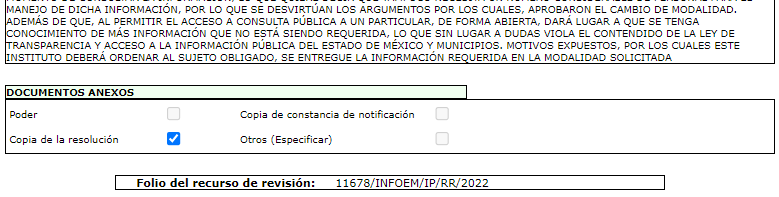 MANEJO DE DICHA INFORMACIÓN, POR LO QUE SE DESVIRTÚAN LOS ARGUMENTOS POR LOS CUALES, APROBARON EL CAMBIO DE MODALIDAD.
ADEMÁS DE QUE, AL PERMITIR EL ACCESO A CONSULTA PÚBLICA A UN PARTICULAR, DE FORMA ABIERTA, DARÁ LUGAR A QUE SE TENGA
CONOCIMIENTO DE MÁS INFORMACIÓN QUE NO ESTÁ SIENDO REQUERIDA, LO QUE SIN LUGAR A DUDAS VIOLA EL CONTENDIDO DE LA LEY DE
TRANSPARENCIA Y ACCESO A LA INFORMACIÓN PÚBLICA DEL ESTADO DE MÉXICO Y MUNICIPIOS. MOTIVOS EXPUESTOS, POR LOS CUALES ESTE
INSTITUTO DEBERÁ ORDENAR AL SUJETO OBLIGADO, SE ENTREGUE LA INFORMACIÓN REQUERIDA EN LA MODALIDAD SOLICITADA
DOCUMENTOS ANEXOS
Poder Copia de constancia de notificación
Copia de la resolución Otros (Especificar)
Folio del recurso de revisión: 11678/INFOEM/IP/RR/2022